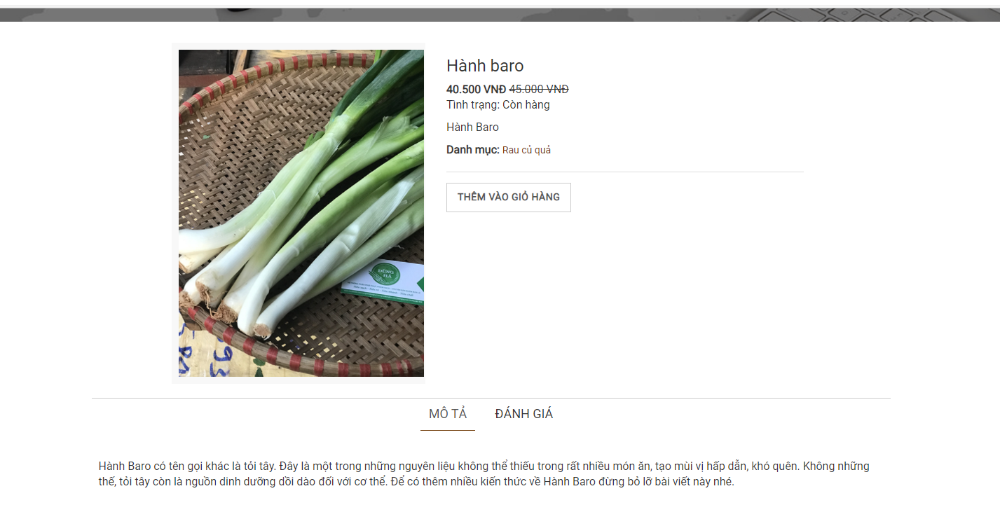 Hành baro
40.500 VNĐ 45.000 VNĐ
Tình trạng: Còn hàng
Hành Baro
Danh mục: Rau củ quả
THÊM VÀO GIỎ HÀNG
DŨNG
HÀ
MÔ TẢ ĐÁNH GIÁ
Hành Baro có tên gọi khác là tỏi tây. Đây là một trong những nguyên liệu không thể thiếu trong rất nhiều món ăn, tạo mùi vị hấp dẫn, khó quên. Không những
thế, tỏi tây còn là nguồn dinh dưỡng dồi dào đối với cơ thể. Để có thêm nhiều kiến thức về Hành Baro đừng bỏ lỡ bài viết này nhé.